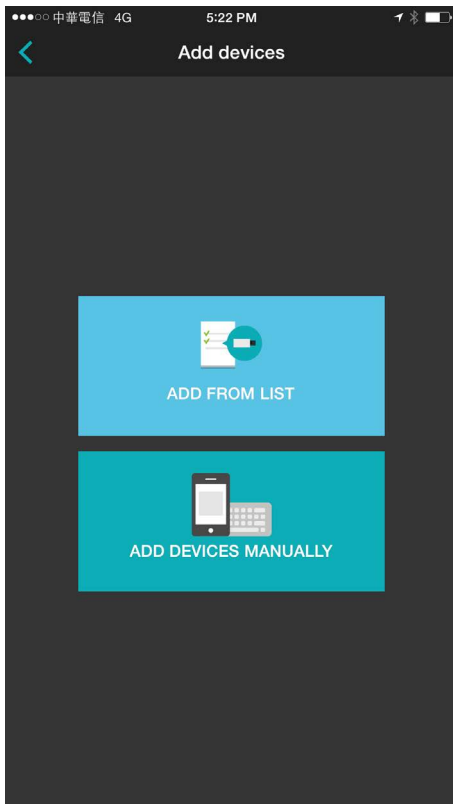 中華電信 4G 5:22 PM
Add devices
ADD FROM LIST
ADD DEVICES MANUALLY